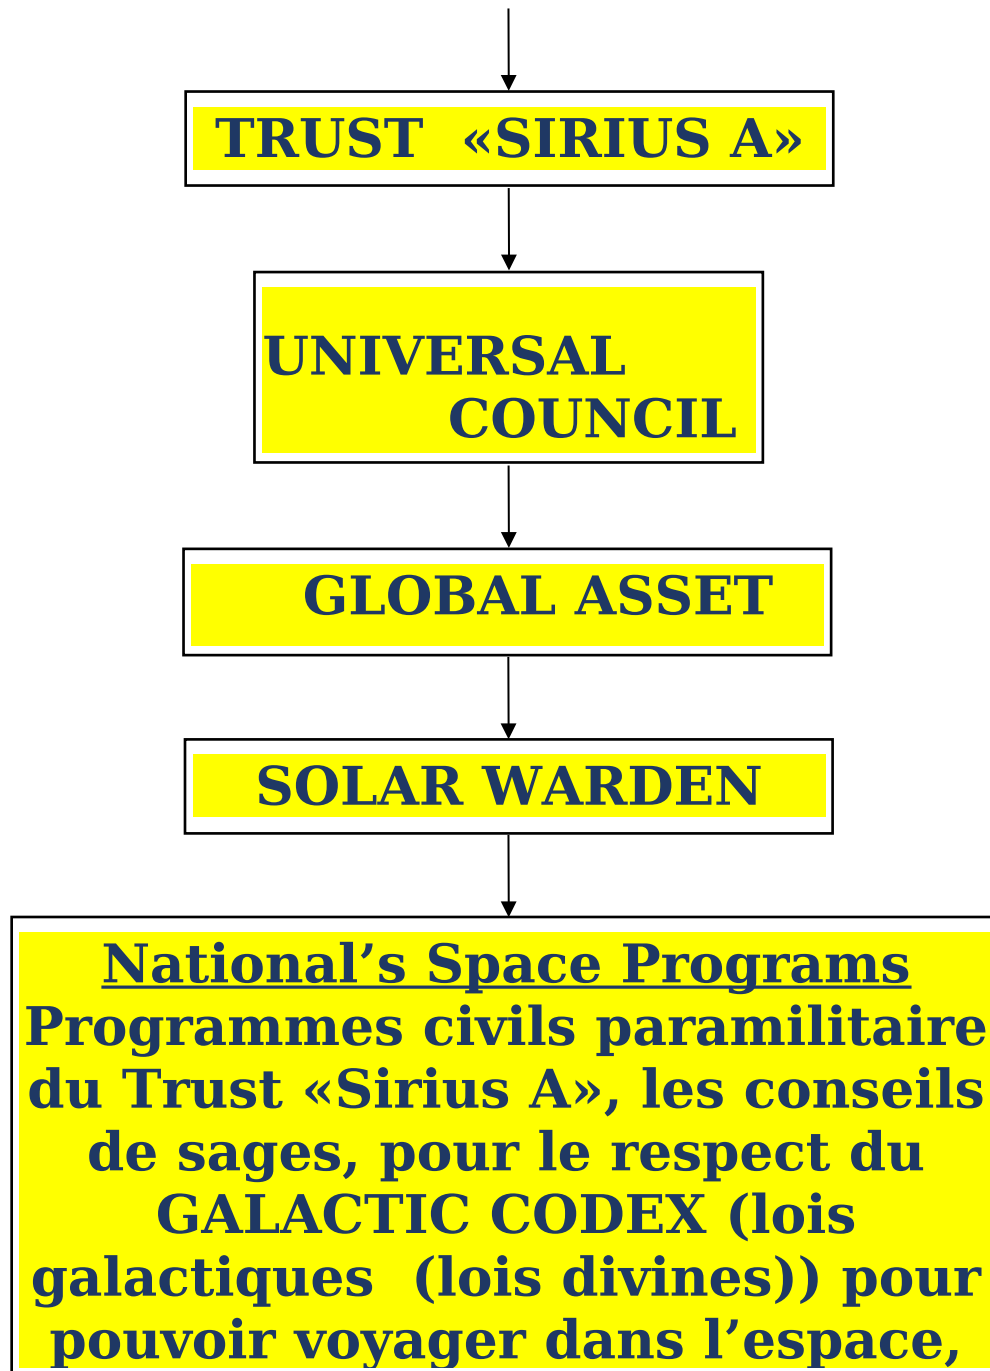 TRUST «SIRIUS A»
UNIVERSAL
COUNCIL
GLOBAL ASSET
SOLAR WARDEN
National’s Space Programs
Programmes civils paramilitaire
du Trust «Sirius A», les conseils
de sages, pour le respect du
GALACTIC CODEX (lois
galactiques (lois divines)) pour
pouvoir voyager dans l’espace,